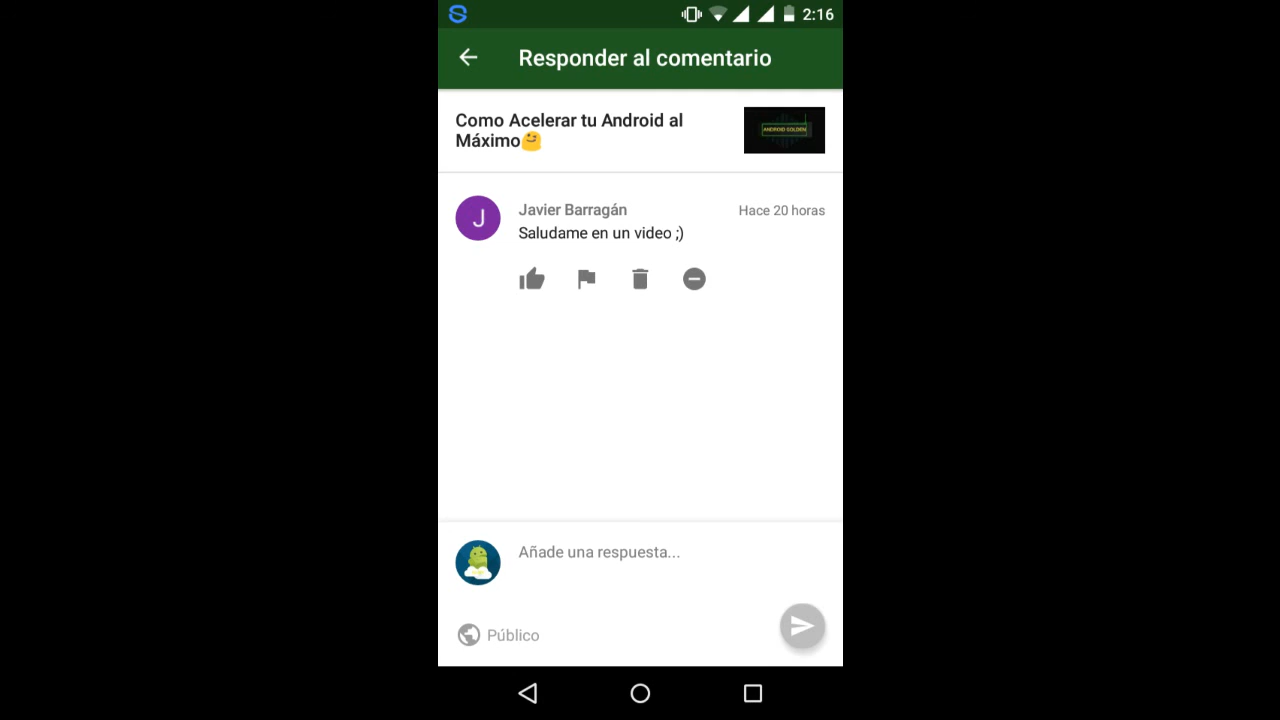 2:16
Responder al comentario
Como Acelerar tu Android al
Máximo🤔
ANDROID SOLDEN
Javier Barragán
Hace 20 horas
Saludame en un video ;)
Añade una respuesta...
Público